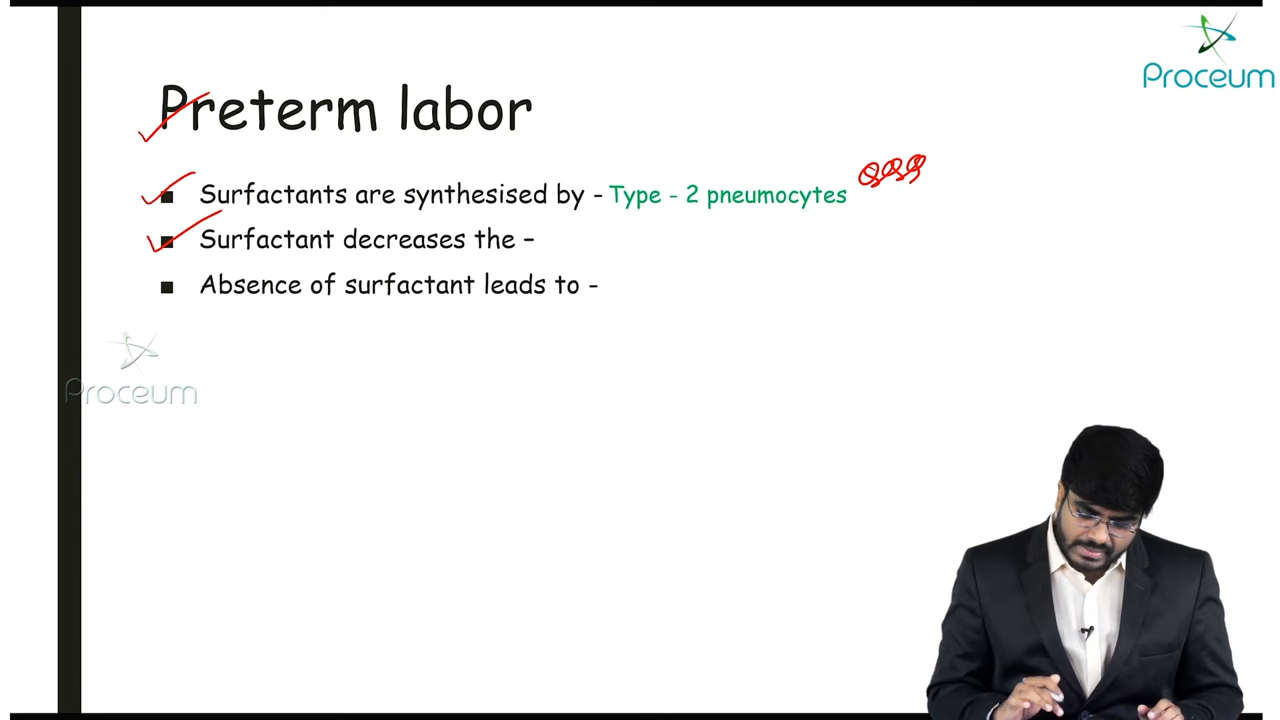 Proceum
Preterm labor
Surfactants are synthesised by - Type - 2 pneumocytes
Surfactant decreases the –
Absence of surfactant leads to -
Proceum